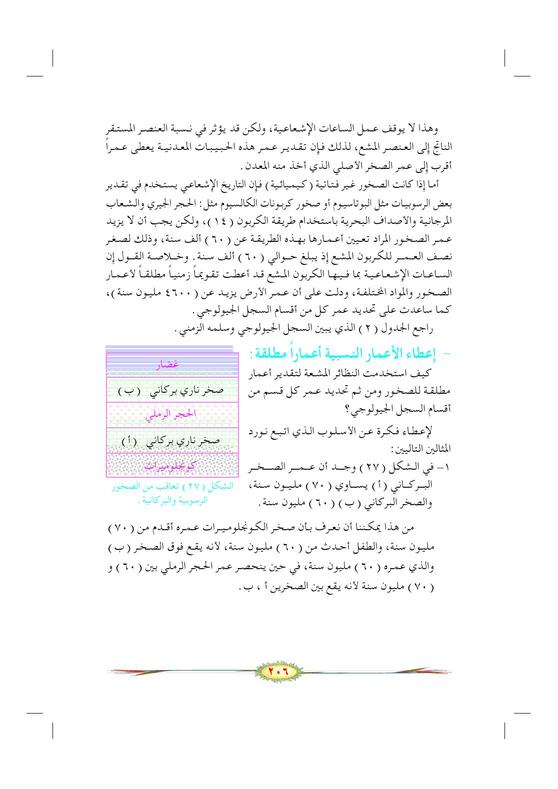 وهذا لا يوقف عمل الساعات الإشعاعية، ولكن قد يؤثر في نسبة العنصر المستقر
الناتج إلى العنصر المشع، لذلك فإن تقدير عمر هذه الحبيبات المعدنية يعطى عمراً
أقرب إلى عمر الصخر الاصلي الذي أخذ منه المعدن.
أما إذا كانت الصخور غير فتاتية (كيميائية) فإن التاريخ الإشعاعي يستخدم في تقدير
بعض الرسوبيات مثل البوتاسيوم أو صخور كربونات الكالسيوم مثل: الحجر الجيري والشعاب
المرجانية والأصداف البحرية باستخدام طريقة الكربون (١٤)، ولكن يجب أن لا يزيد
عمر الصخور المراد تعيين أعمارها بهذه الطريقة عن (٦٠) ألف سنة، وذلك لصغر
نصف العمر للكربون المشع إذ يبلغ حوالي (٦٠) ألف سنة. وخلاصة القول إن
الساعات الإشعاعية بما فيها الكربون المشع قد أعطت تقويماً زمنياً مطلقاً لأعمار
الصخور والمواد المختلفة، ودلت على أن عمر الأرض يزيد عن (٤٦٠٠ مليون سنة)،
كما ساعدت على تحديد عمر كل من أقسام السجل الجيولوجي.
راجع الجدول (٢) الذي يبين السجل الجيولوجي وسلمه الزمني.
- إعطاء الأعمار النسبية أعماراً مطلقة:
كيف استخدمت النظائر المشعة لتقدير أعمار
مطلقة للصخور ومن ثم تحديد عمر كل قسم من
أقسام السجل الجيولوجي؟
لإعطاء فكرة عن الأسلوب الذي اتبع نورد
المثالين التاليين:
١- في الشكل (٢٧) وجد أن عمر الصخر
البركاني (أ) يساوي (٧٠) مليون سنة،
والصخر البركاني (ب) (٦٠) مليون سنة.
غضار
صخر ناري بركاني (ب)
الحجر الرملي
صخر ناري بركاني (أ)
كونجلوميرات
الشكل (٢٧) تعاقب من الصخور
الرسوبية والبركانية.
من هذا يمكننا أن نعرف بأن صخر الكونجلوميرات عمره أقدم من (٧٠)
مليون سنة، والطفل أحدث من (٦٠) مليون سنة، لأنه يقع فوق الصخر (ب)
والذي عمره (٦٠) مليون سنة، في حين ينحصر عمر الحجر الرملي بين (٦٠) و
(٧٠) مليون سنة لأنه يقع بين الصخرين أ ، ب.
٢٠٦